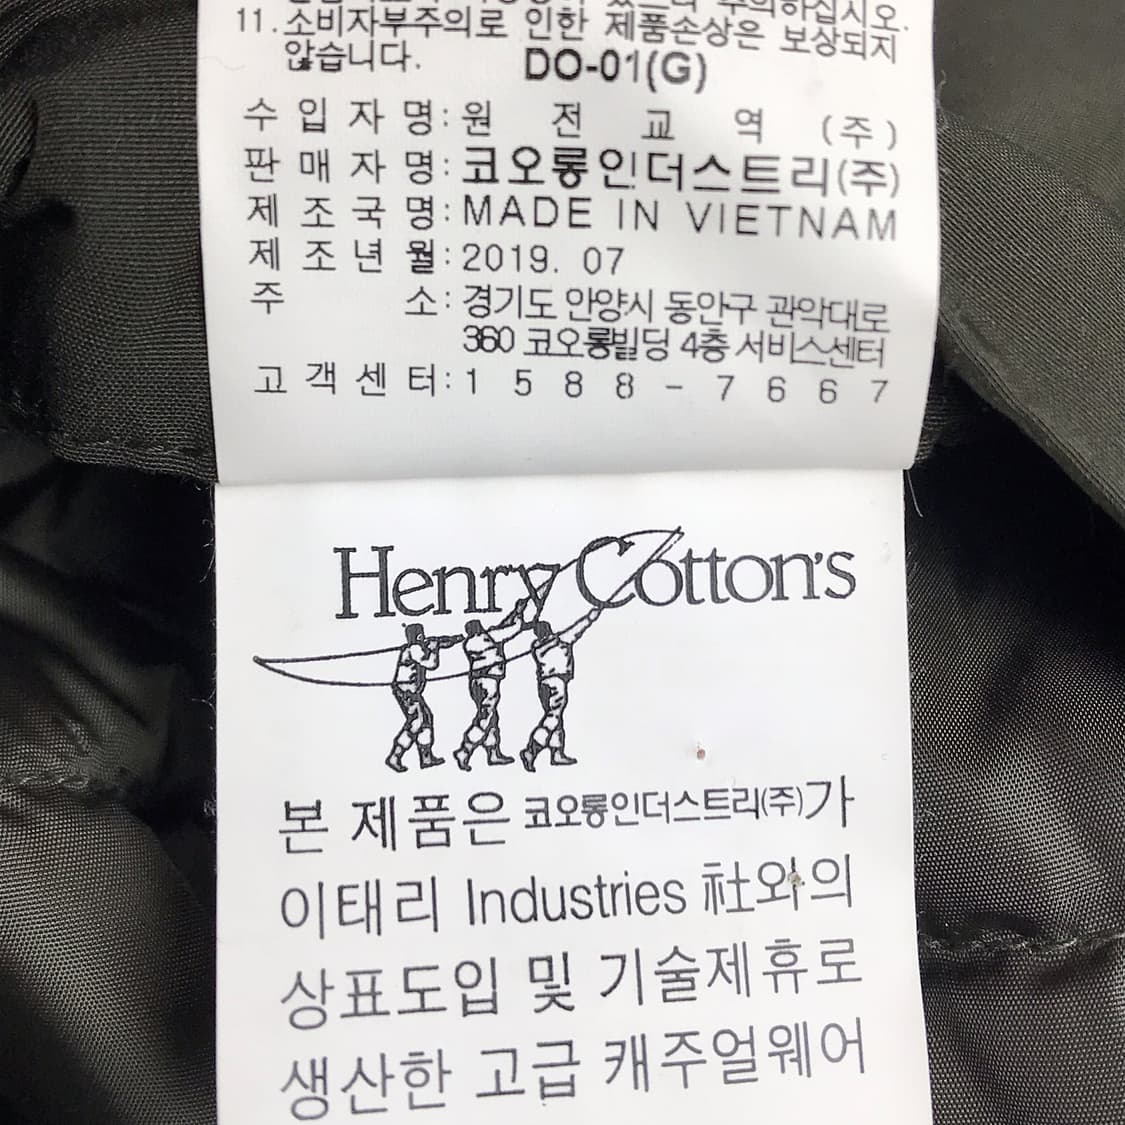 주의하십시오.
11.소비자부주의로 인한 제품손상은 보상되지
않습니다. DO-01(G)
수 입 자 명: 원 전 교 역 (주)
판 매 자 명: 코오롱인더스트리(주)
제 조 국 명: MADE IN VIETNAM
제 조 년 월: 2019. 07
주 소: 경기도 안양시 동안구 관악대로
360 코오롱빌딩 4층 서비스센터
고 객 센 터: 1 5 8 8 - 7 6 6 7
Henry Cotton's
본 제품은 코오롱인더스트리(주)가
이태리 Industries 社와의
상표도입 및 기술제휴로
생산한 고급 캐주얼웨어